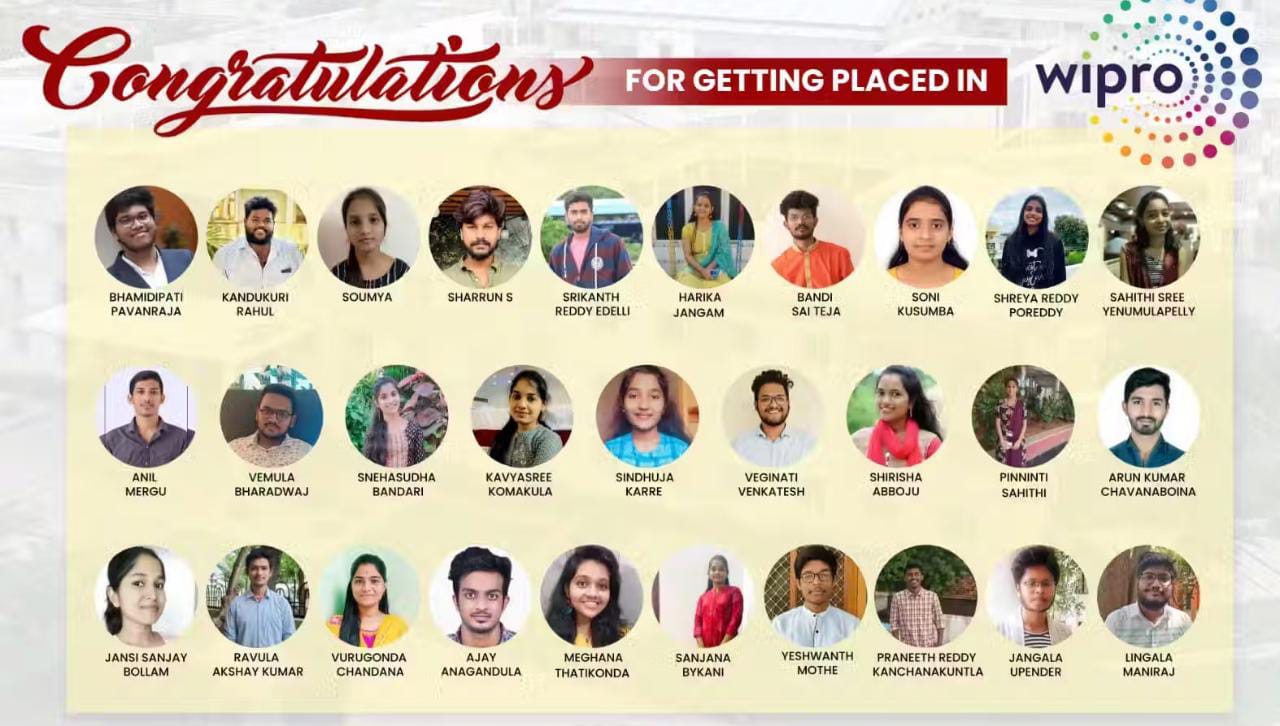 Congratulations FOR GETTING PLACED IN wipro
BHAMIDIPATI
PAVANRAJA
KANDUKURI
RAHUL
SOUMYA
SHARRUN S
SRIKANTH
REDDY EDELLI
HARIKA
JANGAM
BANDI
SAI TEJA
SONI
KUSUMBA
SHREYA REDDY
POREDDY
SAHITHI SREE
YENUMULAPELLY
ANIL
MERGU
VEMULA
BHARADWAJ
SNEHASUDHA
BANDARI
KAVYASREE
KOMAKULA
SINDHUJA
KARRE
VEGINATI
VENKATESH
SHIRISHA
ABBOJU
PINNINTI
SAHITHI
ARUN KUMAR
CHAVANABOINA
JANSI SANJAY
BOLLAM
RAVULA
AKSHAY KUMAR
VURUGONDA
CHANDANA
AJAY
ANAGANDULA
MEGHANA
THATIKONDA
SANJANA
BYKANI
YESHWANTH
MOTHE
PRANEETH REDDY
KANCHANAKUNTLA
JANGALA
UPENDER
LINGALA
MANIRAJ